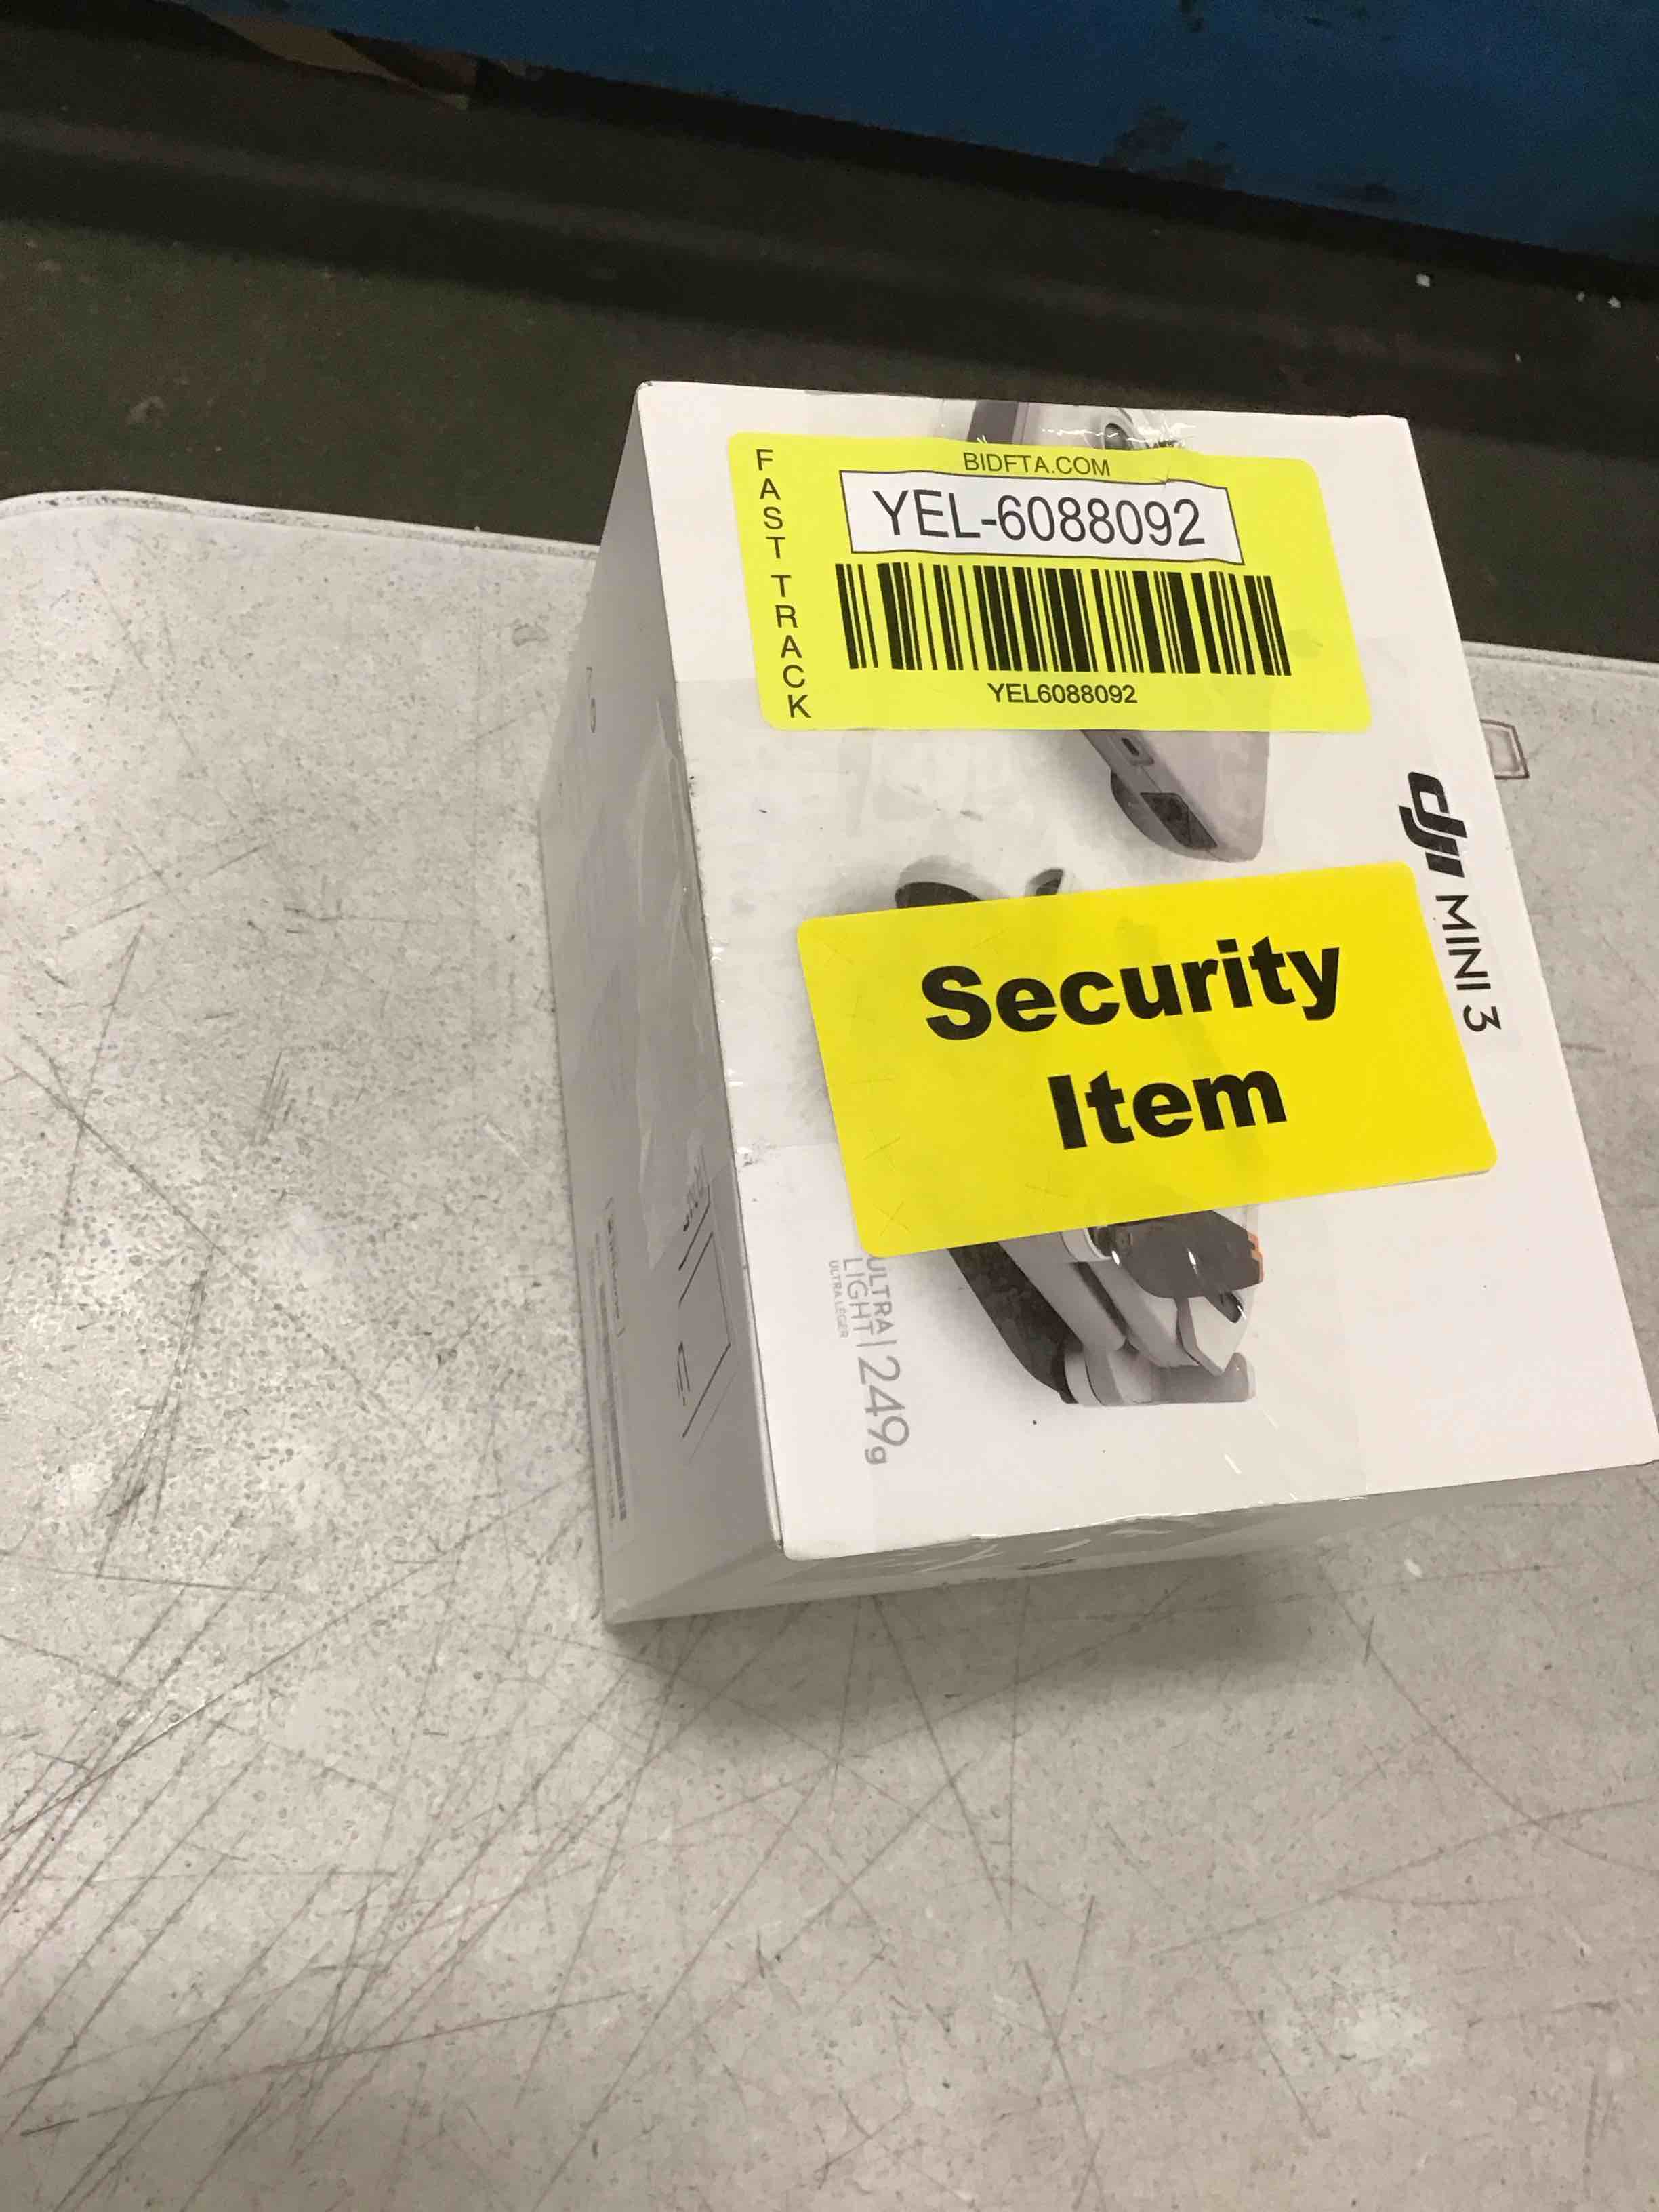 FAST TRACK
BIDFTA.COM
YEL-6088092
YEL6088092
dji MINI 3
Security
Item
ULTRA
LIGHT
ULTRA LÉGER
249g